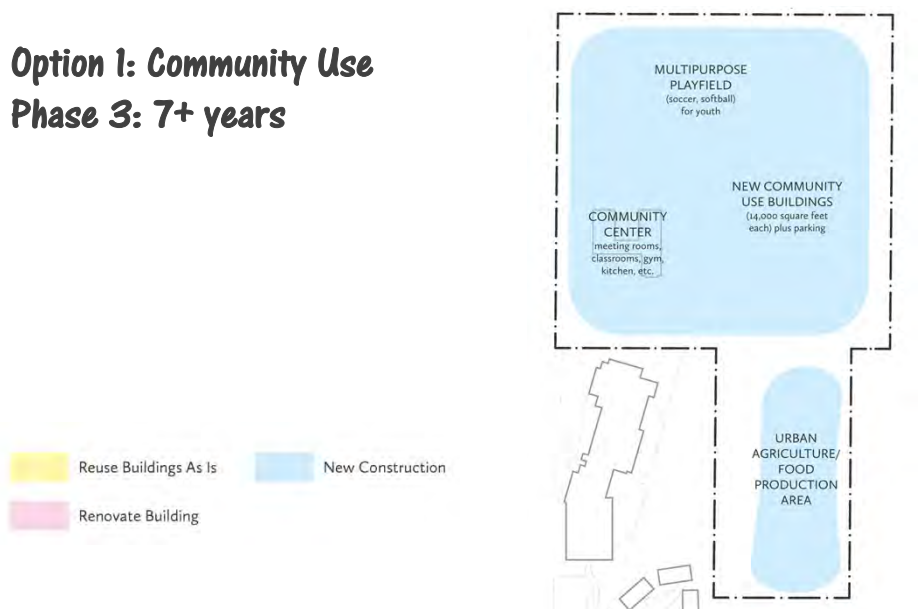 Option 1: Community Use
Phase 3: 7+ years
MULTIPURPOSE
PLAYFIELD
(soccer, softball)
for youth
NEW COMMUNITY
USE BUILDINGS
(14,000 square feet
each) plus parking
COMMUNITY
CENTER
meeting rooms,
classrooms, gym,
kitchen, etc.
URBAN
AGRICULTURE/
FOOD
PRODUCTION
AREA
Reuse Buildings As Is
New Construction
Renovate Building